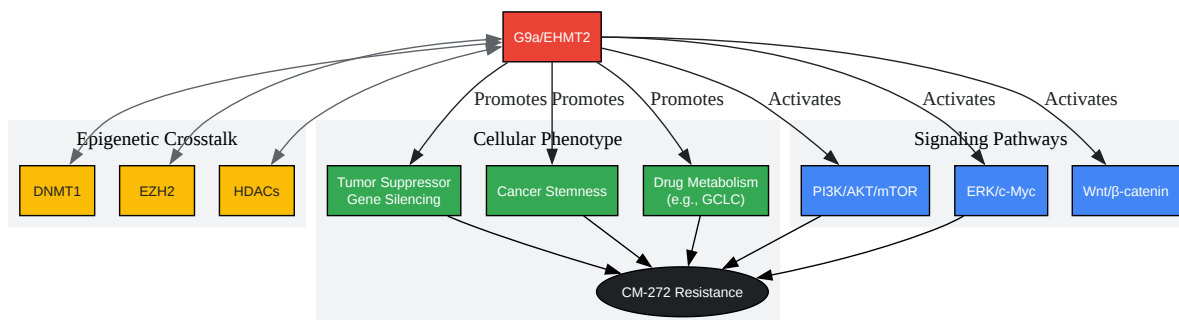 G9a/EHMT2
Promotes
Promotes
Promotes
Activates
Activates
Activates
Epigenetic Crosstalk
Cellular Phenotype
Signaling Pathways
DNMT1
EZH2
HDACs
Tumor Suppressor
Gene Silencing
Cancer Stemness
Drug Metabolism
(e.g., GCLC)
PI3K/AKT/mTOR
ERK/c-Myc
Wnt/β-catenin
CM-272 Resistance